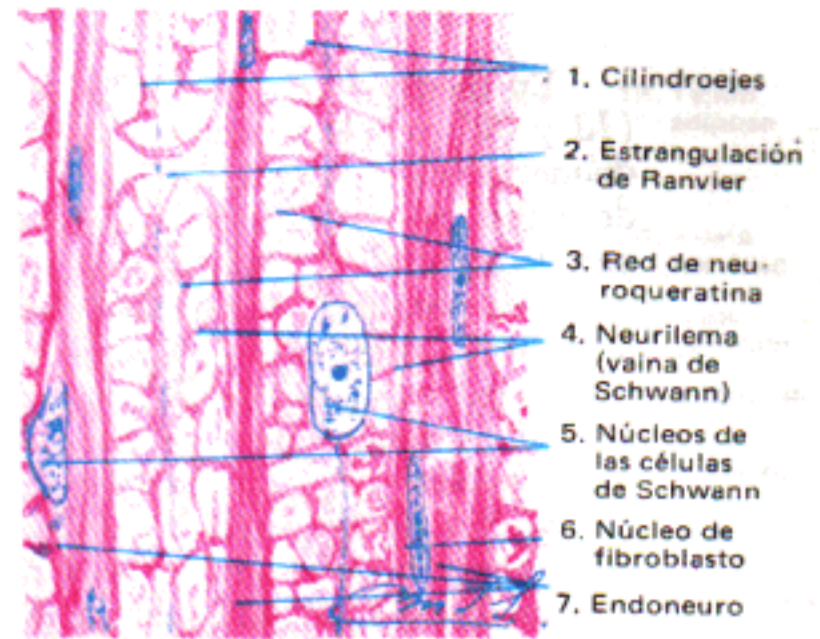 1. Cilindroejes
2. Estrangulación
de Ranvier
3. Red de neu-
roqueratina
4. Neurilema
(vaina de
Schwann)
5. Núcleos de
las células
de Schwann
6. Núcleo de
fibroblasto
7. Endoneuro